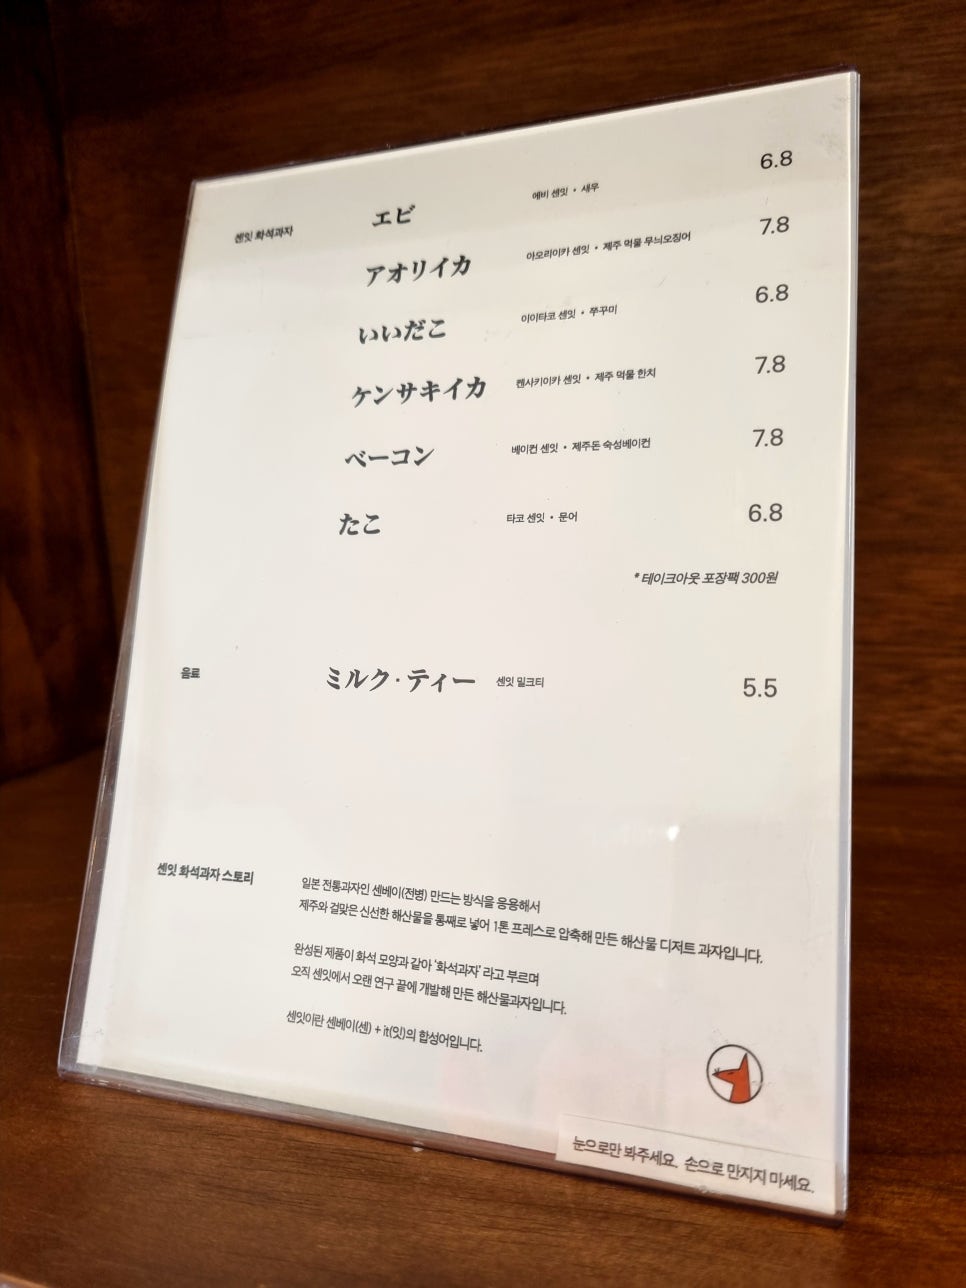 센잇 화석과자
エビ 에비 센잇 • 새우 6.8
アオリイカ 아오리이카 센잇 • 제주 먹물 무늬오징어 7.8
いいだこ 이이타코 센잇 • 쭈꾸미 6.8
ケンサキイカ 켄사키이카 센잇 • 제주 먹물 한치 7.8
ベーコン 베이컨 센잇 • 제주돈 숙성베이컨 7.8
たこ 타코 센잇 • 문어 6.8
* 테이크아웃 포장팩 300원
음료 ミルク・ティー 센잇 밀크티 5.5
센잇 화석과자 스토리
일본 전통과자인 센베이(전병) 만드는 방식을 응용해서
제주와 걸맞은 신선한 해산물을 통째로 넣어 1톤 프레스로 압축해 만든 해산물 디저트 과자입니다.
완성된 제품이 화석 모양과 같아 '화석과자' 라고 부르며
오직 센잇에서 오랜 연구 끝에 개발해 만든 해산물과자입니다.
센잇이란 센베이(센) + it(잇)의 합성어입니다.
눈으로만 봐주세요. 손으로 만지지 마세요.